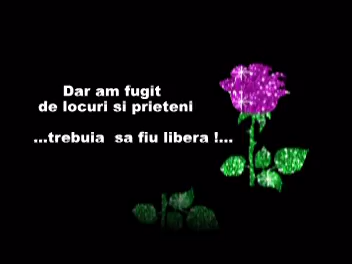 Dar am fugit
de locuri si prieteni
...trebuia sa fiu libera !...